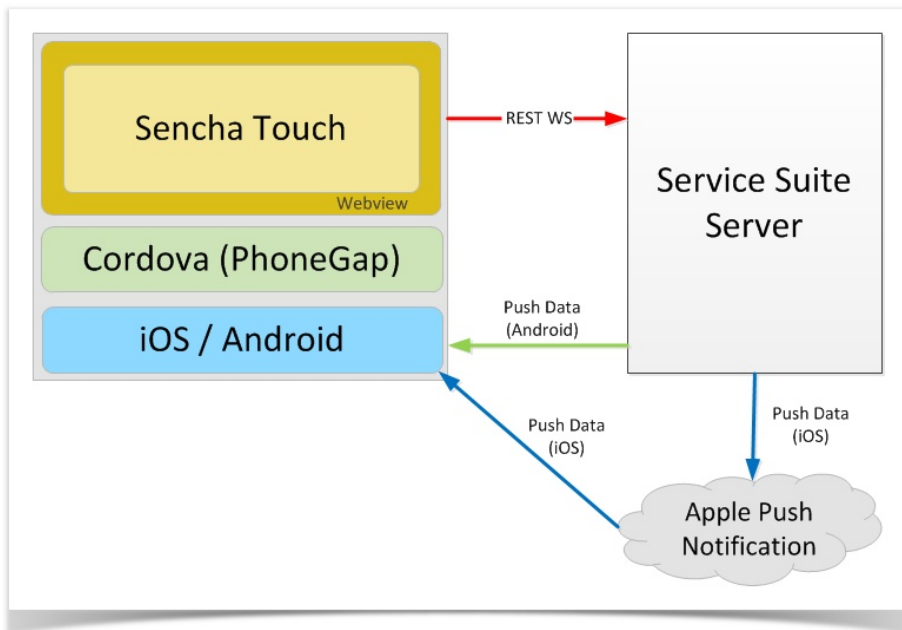 Sencha Touch
Webview
REST WS
Service Suite
Server
Cordova (PhoneGap)
iOS / Android
Push Data
(Android)
Push Data
(iOS)
Push Data
(iOS)
Apple Push
Notification